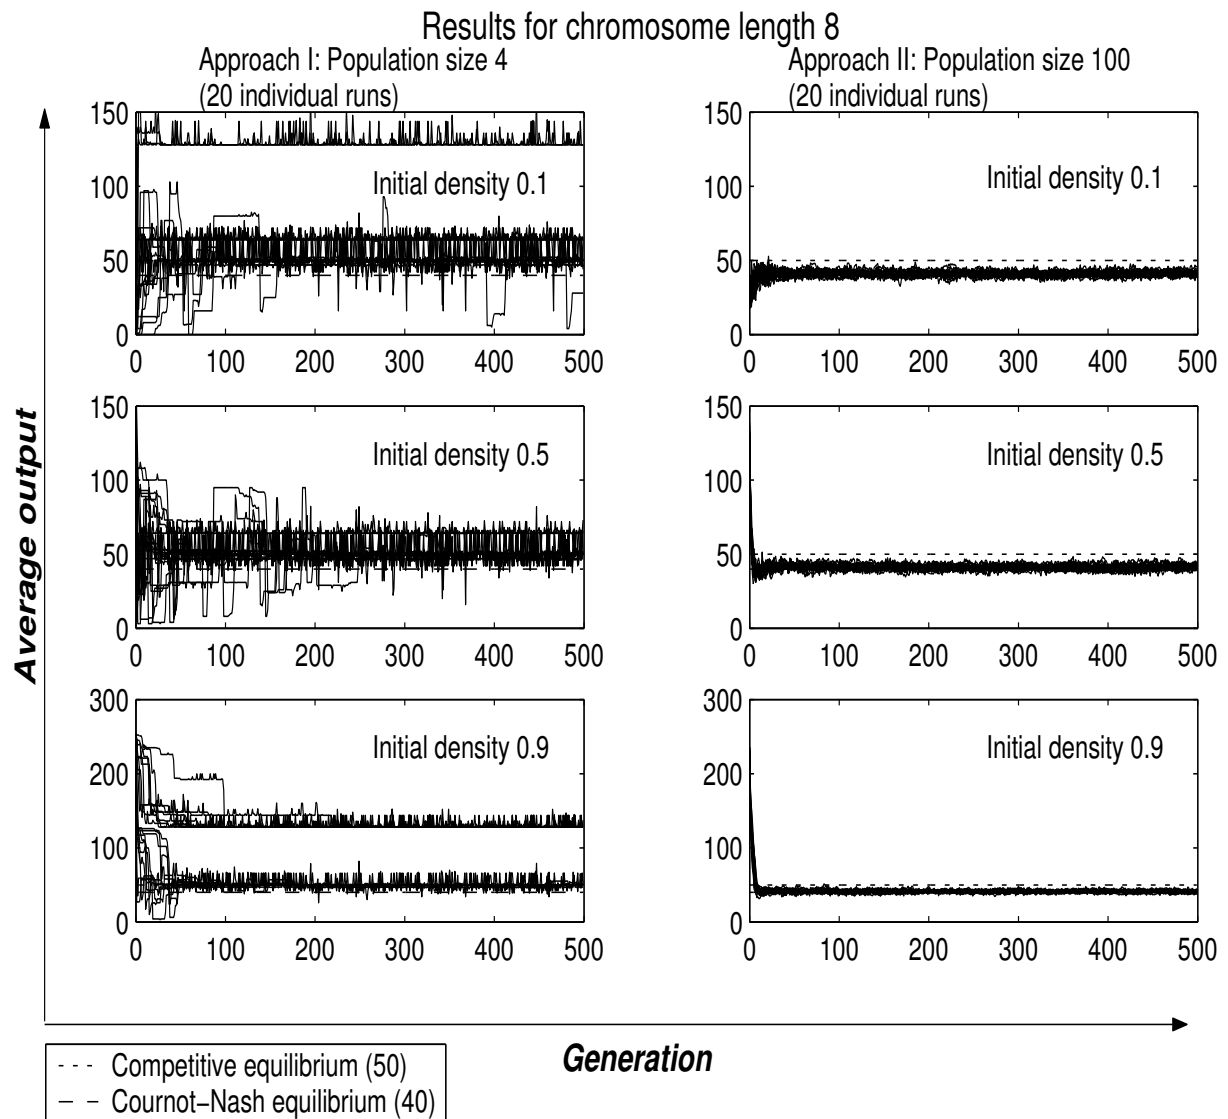 Results for chromosome length 8
Approach I: Population size 4
(20 individual runs)
Approach II: Population size 100
(20 individual runs)
150
100
50
0
Initial density 0.1
0 100 200 300 400 500
150
100
50
0
Initial density 0.1
0 100 200 300 400 500
150
100
50
0
Initial density 0.5
0 100 200 300 400 500
150
100
50
0
Initial density 0.5
0 100 200 300 400 500
300
200
100
0
Initial density 0.9
0 100 200 300 400 500
300
200
100
0
Initial density 0.9
0 100 200 300 400 500
Average output
Generation
Competitive equilibrium (50)
Cournot–Nash equilibrium (40)